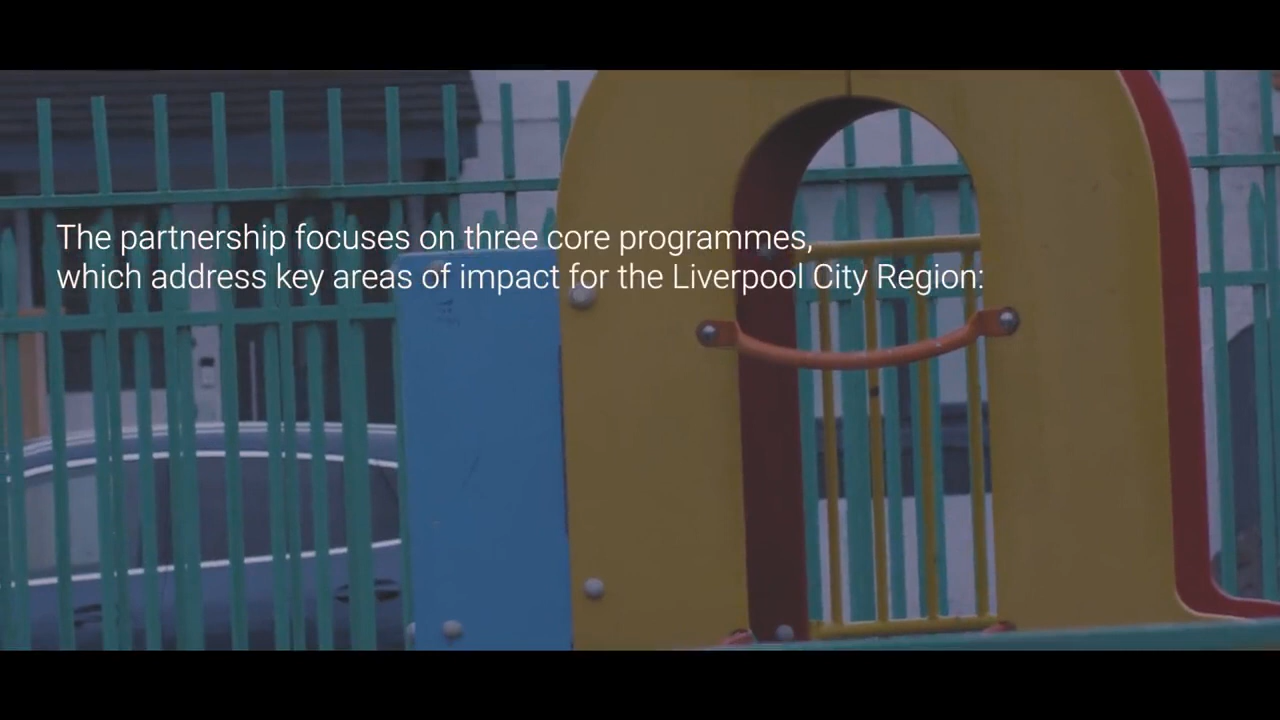 The partnership focuses on three core programmes,
which address key areas of impact for the Liverpool City Region: